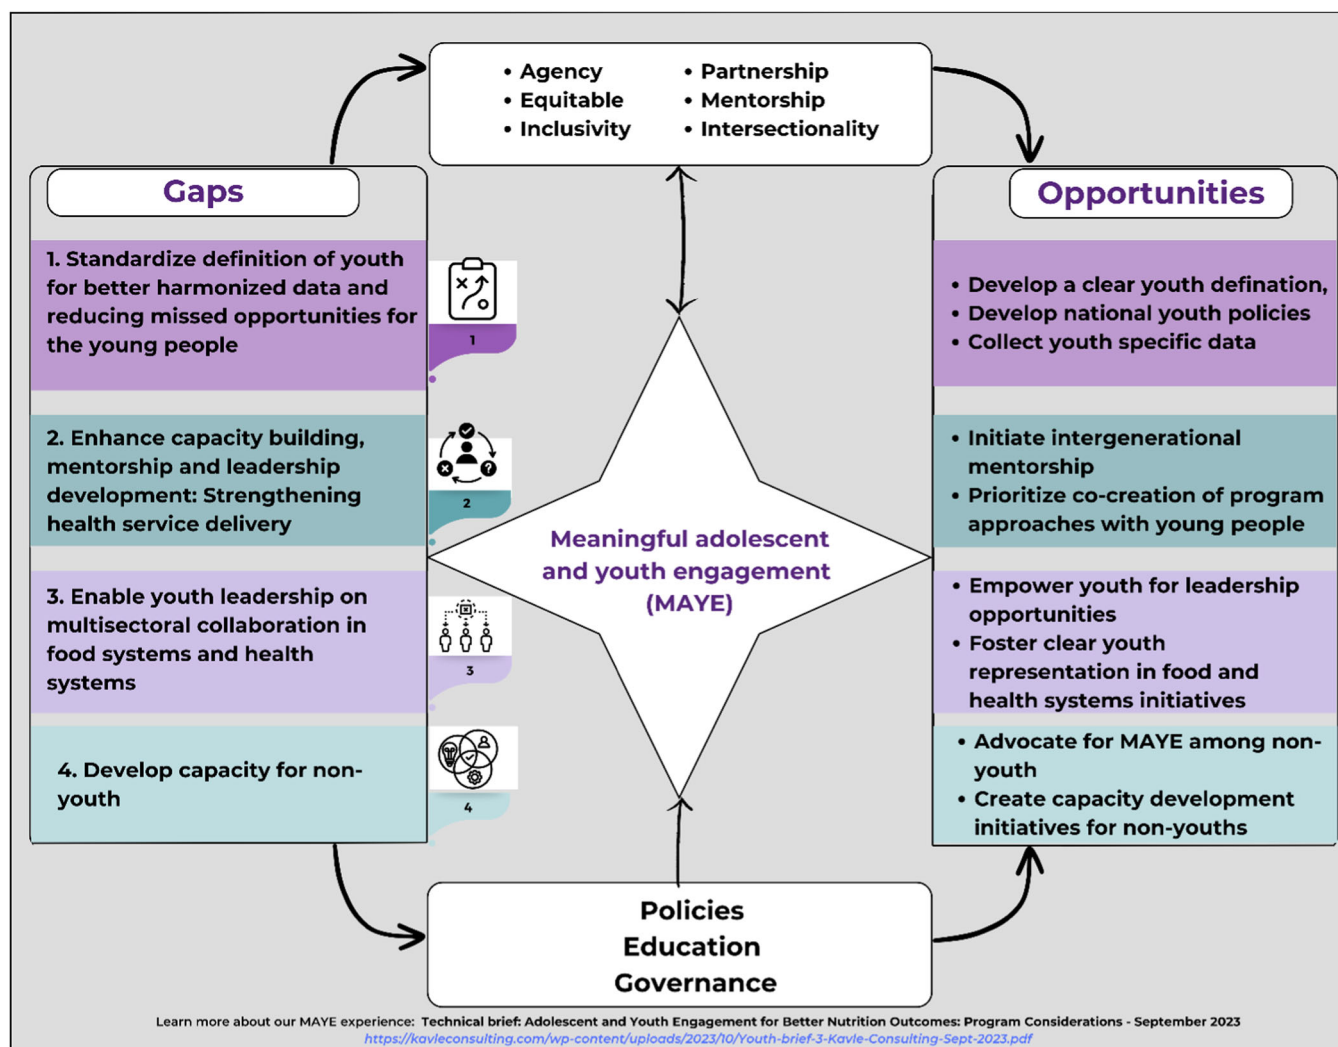 • Agency
• Equitable
• Inclusivity
• Partnership
• Mentorship
• Intersectionality
Gaps
1. Standardize definition of youth
for better harmonized data and
reducing missed opportunities for
the young people
2. Enhance capacity building,
mentorship and leadership
development: Strengthening
health service delivery
3. Enable youth leadership on
multisectoral collaboration in
food systems and health
systems
4. Develop capacity for non-
youth
1
2
3
4
Meaningful adolescent
and youth engagement
(MAYE)
Opportunities
• Develop a clear youth defination,
• Develop national youth policies
• Collect youth specific data
• Initiate intergenerational
mentorship
• Prioritize co-creation of program
approaches with young people
• Empower youth for leadership
opportunities
• Foster clear youth
representation in food and
health systems initiatives
• Advocate for MAYE among non-
youth
• Create capacity development
initiatives for non-youths
Policies
Education
Governance
Learn more about our MAYE experience: Technical brief: Adolescent and Youth Engagement for Better Nutrition Outcomes: Program Considerations - September 2023
https://kavleconsulting.com/wp-content/uploads/2023/10/Youth-brief-3-Kavle-Consulting-Sept-2023.pdf